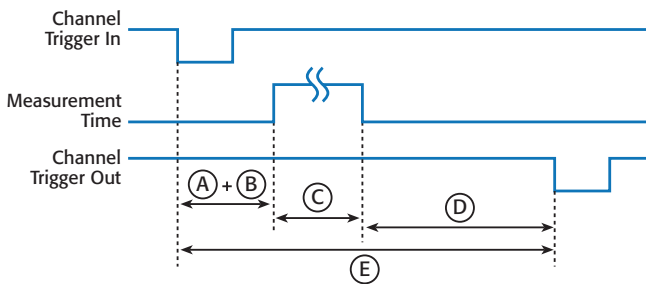 Channel
Trigger In
Measurement
Time
Channel
Trigger Out
A + B
C
D
E